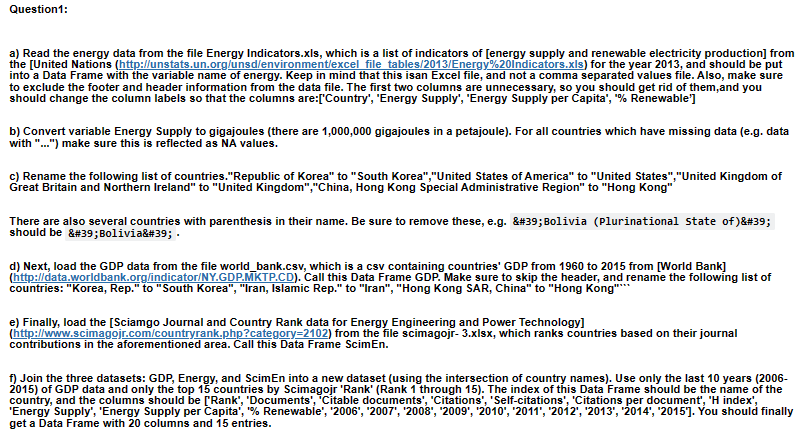 Question1:
a) Read the energy data from the file Energy Indicators.xls, which is a list of indicators of [energy supply and renewable electricity production] from
the [United Nations (http://unstats.un.org/unsd/environment/excel_file_tables/2013/Energy%20Indicators.xls) for the year 2013, and should be put
into a Data Frame with the variable name of energy. Keep in mind that this isan Excel file, and not a comma separated values file. Also, make sure
to exclude the footer and header information from the data file. The first two columns are unnecessary, so you should get rid of them,and you
should change the column labels so that the columns are:['Country', 'Energy Supply', 'Energy Supply per Capita', '% Renewable']
b) Convert variable Energy Supply to gigajoules (there are 1,000,000 gigajoules in a petajoule). For all countries which have missing data (e.g. data
with "...") make sure this is reflected as NA values.
c) Rename the following list of countries."Republic of Korea" to "South Korea","United States of America" to "United States","United Kingdom of
Great Britain and Northern Ireland" to "United Kingdom","China, Hong Kong Special Administrative Region" to "Hong Kong"
There are also several countries with parenthesis in their name. Be sure to remove these, e.g. &#39;Bolivia (Plurinational State of)&#39;
should be &#39;Bolivia&#39; .
d) Next, load the GDP data from the file world_bank.csv, which is a csv containing countries' GDP from 1960 to 2015 from [World Bank]
(http://data.worldbank.org/indicator/NY.GDP.MKTP.CD). Call this Data Frame GDP. Make sure to skip the header, and rename the following list of
countries: "Korea, Rep." to "South Korea", "Iran, Islamic Rep." to "Iran", "Hong Kong SAR, China" to "Hong Kong"```
e) Finally, load the [Sciamgo Journal and Country Rank data for Energy Engineering and Power Technology]
(http://www.scimagojr.com/countryrank.php?category=2102) from the file scimagojr- 3.xlsx, which ranks countries based on their journal
contributions in the aforementioned area. Call this Data Frame ScimEn.
f) Join the three datasets: GDP, Energy, and ScimEn into a new dataset (using the intersection of country names). Use only the last 10 years (2006-
2015) of GDP data and only the top 15 countries by Scimagojr 'Rank' (Rank 1 through 15). The index of this Data Frame should be the name of the
country, and the columns should be ['Rank', 'Documents', 'Citable documents', 'Citations', 'Self-citations', 'Citations per document', 'H index',
'Energy Supply', 'Energy Supply per Capita', '% Renewable', '2006', '2007', '2008', '2009', '2010', '2011', '2012', '2013', '2014', '2015']. You should finally
get a Data Frame with 20 columns and 15 entries.